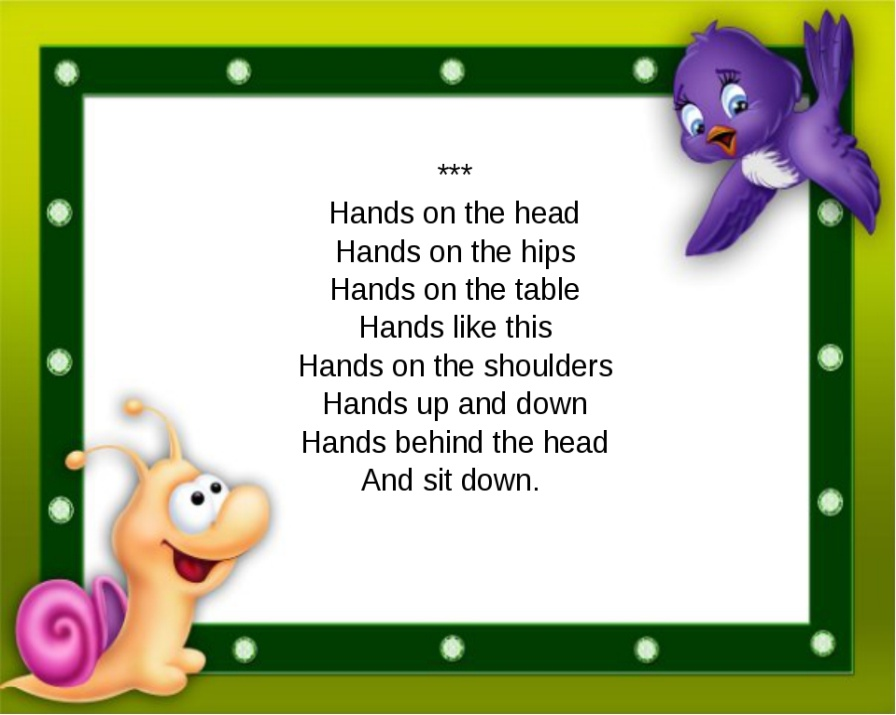 ***
Hands on the head
Hands on the hips
Hands on the table
Hands like this
Hands on the shoulders
Hands up and down
Hands behind the head
And sit down.